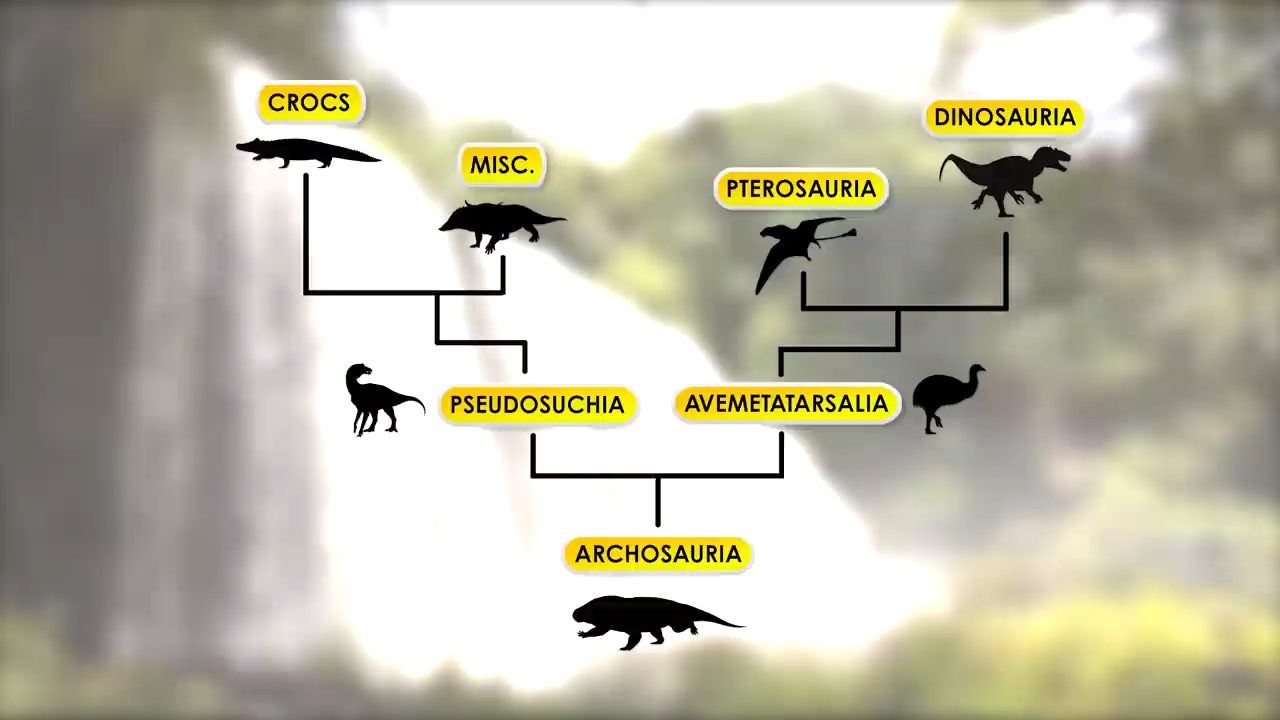 CROCS
DINOSAURIA
MISC.
PTEROSAURIA
PSEUDOSUCHIA
AVEMETATARSALIA
ARCHOSAURIA